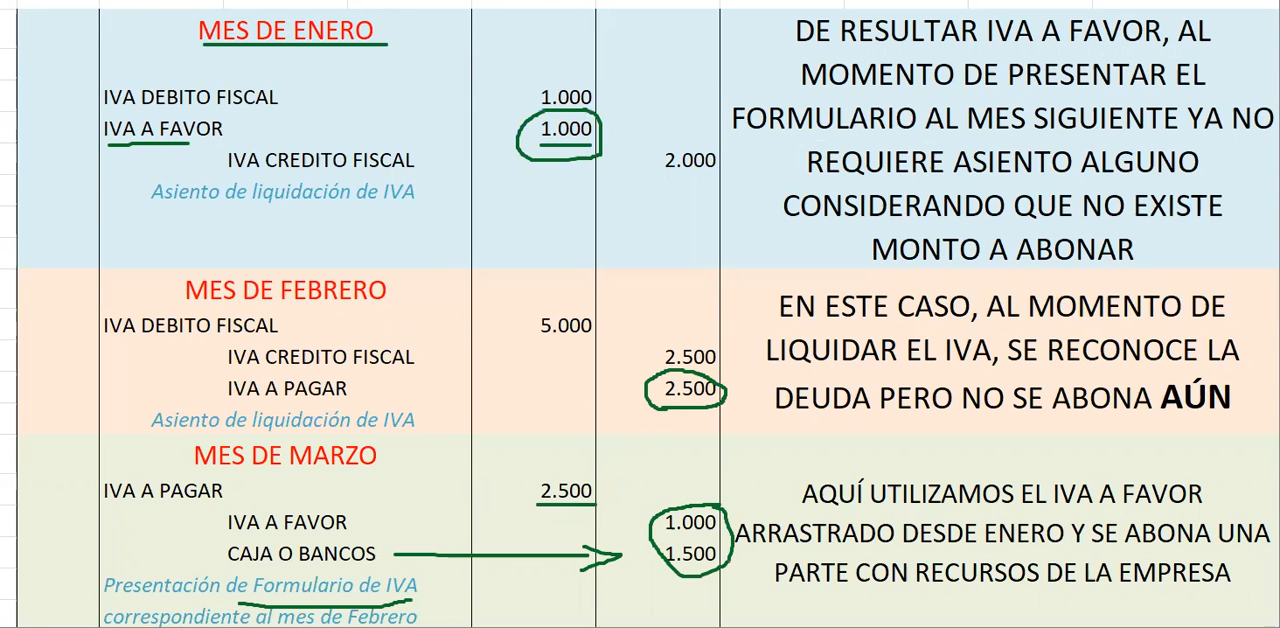 MES DE ENERO
IVA DEBITO FISCAL 1.000
IVA A FAVOR 1.000
IVA CREDITO FISCAL 2.000
Asiento de liquidación de IVA
DE RESULTAR IVA A FAVOR, AL
MOMENTO DE PRESENTAR EL
FORMULARIO AL MES SIGUIENTE YA NO
REQUIERE ASIENTO ALGUNO
CONSIDERANDO QUE NO EXISTE
MONTO A ABONAR
MES DE FEBRERO
IVA DEBITO FISCAL 5.000
IVA CREDITO FISCAL 2.500
IVA A PAGAR 2.500
Asiento de liquidación de IVA
EN ESTE CASO, AL MOMENTO DE
LIQUIDAR EL IVA, SE RECONOCE LA
DEUDA PERO NO SE ABONA AÚN
MES DE MARZO
IVA A PAGAR 2.500
IVA A FAVOR 1.000
CAJA O BANCOS 1.500
Presentación de Formulario de IVA
correspondiente al mes de Febrero
AQUÍ UTILIZAMOS EL IVA A FAVOR
ARRASTRADO DESDE ENERO Y SE ABONA UNA
PARTE CON RECURSOS DE LA EMPRESA